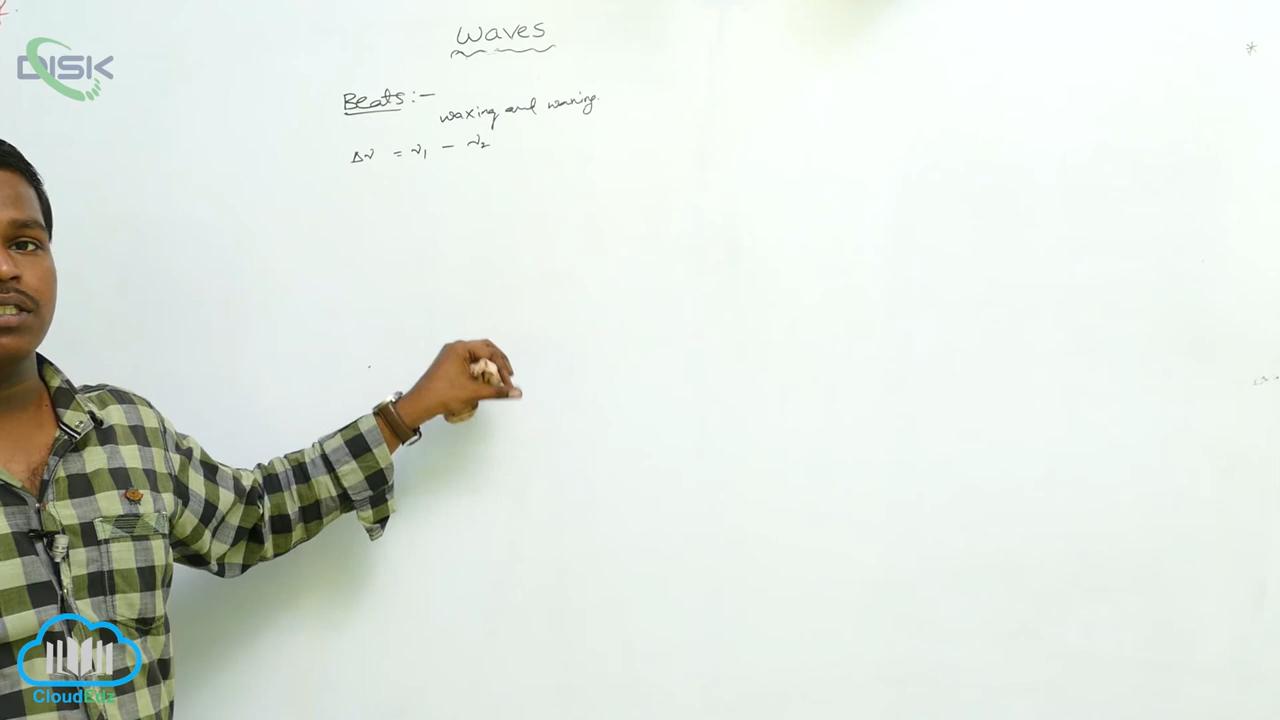 DISK
Waves
Beats :-
waxing and waning.
Δν = ν₁ - ν₂
CloudEdz